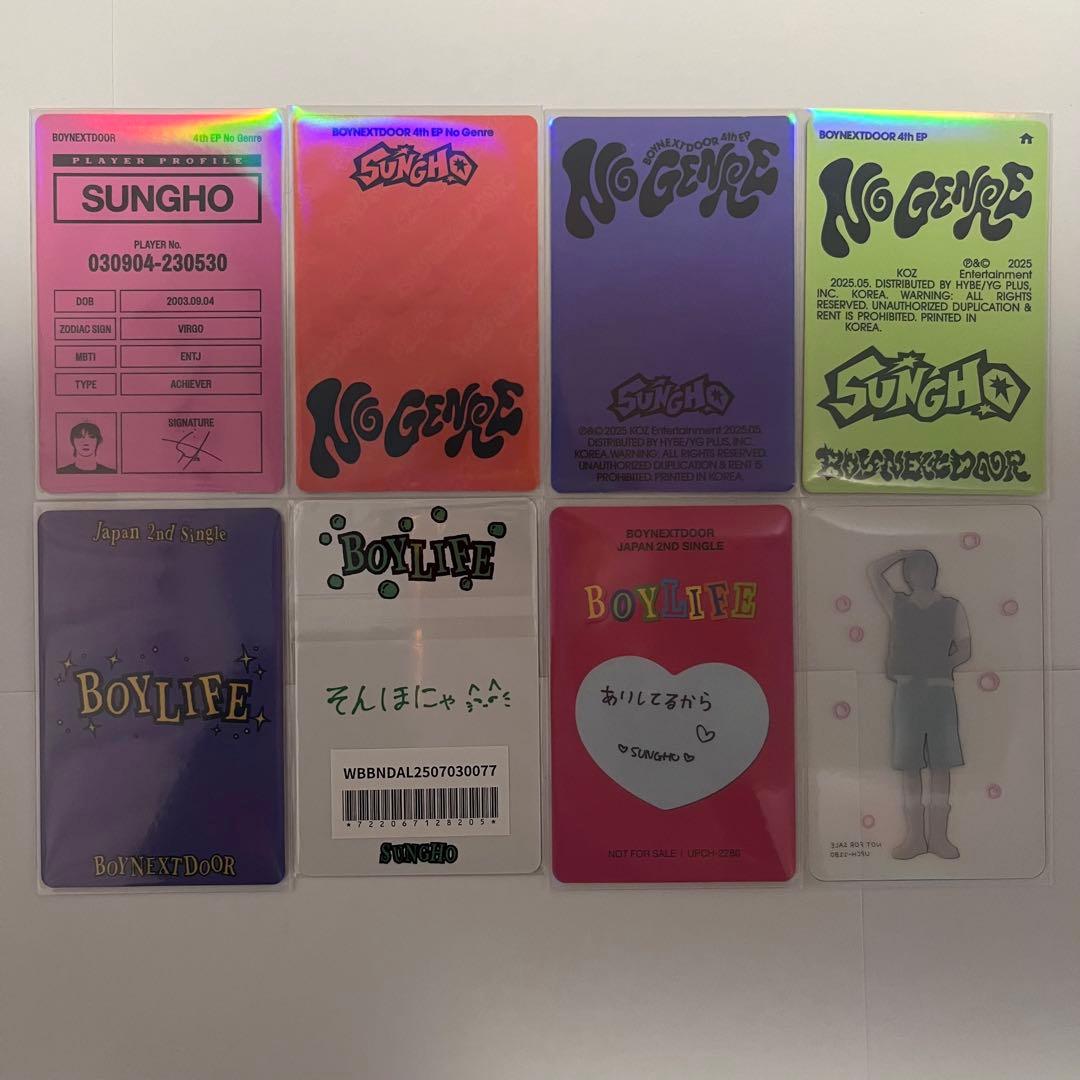 BOYNEXTDOOR
4th EP No Genre
PLAYER PROFILE
SUNGHO
PLAYER No.
030904-230530
DOB
2003.09.04
ZODIAC SIGN
VIRGO
MBTI
ENTJ
TYPE
ACHIEVER
SIGNATURE
BOYNEXTDOOR 4th EP No Genre
SUNGHO
NO GENRE
BOYNEXTDOOR 4th EP
NO GENRE
SUNGHO
℗&© 2025 KOZ Entertainment 2025.05.
DISTRIBUTED BY HYBE/YG PLUS, INC.
KOREA. WARNING: ALL RIGHTS RESERVED.
UNAUTHORIZED DUPLICATION & RENT IS
PROHIBITED. PRINTED IN KOREA.
BOYNEXTDOOR 4th EP
NO GENRE
℗&© 2025
KOZ Entertainment
2025.05. DISTRIBUTED BY HYBE/YG PLUS,
INC. KOREA. WARNING: ALL RIGHTS
RESERVED. UNAUTHORIZED DUPLICATION &
RENT IS PROHIBITED. PRINTED IN
KOREA.
SUNGHO
BOYNEXTDOOR
Japan 2nd Single
BOYLIFE
BOYNEXTDOOR
BOYLIFE
そんほにゃ
WBBNDAL2507030077
*722067128205*
SUNGHO
BOYNEXTDOOR
JAPAN 2ND SINGLE
BOYLIFE
ありしてるから
SUNGHO
NOT FOR SALE | UPCH-2280
NOT FOR SALE
UPCH-2280